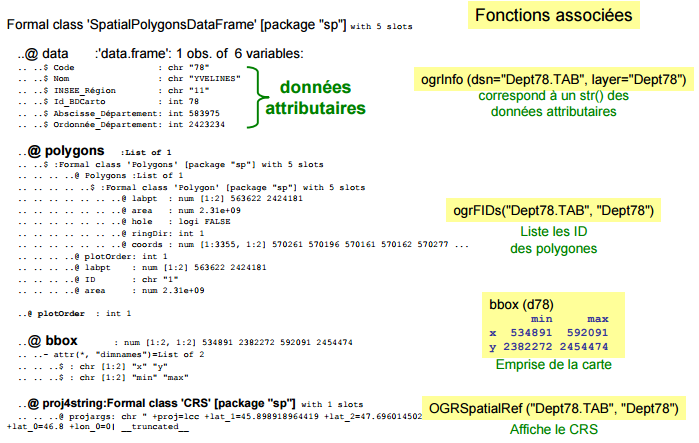 Fonctions associées
Formal class 'SpatialPolygonsDataFrame' [package "sp"] with 5 slots
..@ data :'data.frame': 1 obs. of 6 variables:
.. ..$ Code : chr "78"
.. ..$ Nom : chr "YVELINES"
.. ..$ INSEE_Région : chr "11"
.. ..$ Id_BDCarto : int 78
.. ..$ Abscisse_Département: int 583975
.. ..$ Ordonnée_Département: int 2423234
données
attributaires
ogrInfo (dsn="Dept78.TAB", layer="Dept78")
correspond à un str() des
données attributaires
..@ polygons :List of 1
.. ..$ :Formal class 'Polygons' [package "sp"] with 5 slots
.. .. .. ..@ Polygons :List of 1
.. .. .. .. .. ..$ :Formal class 'Polygon' [package "sp"] with 5 slots
.. .. .. .. .. .. ..@ labpt : num [1:2] 563622 2424181
.. .. .. .. .. .. ..@ area : num 2.31e+09
.. .. .. .. .. .. ..@ hole : logi FALSE
.. .. .. .. .. .. ..@ ringDir: int 1
.. .. .. .. .. .. ..@ coords : num [1:3355, 1:2] 570261 570196 570161 570162 570277 ...
.. .. .. ..@ plotOrder: int 1
.. .. .. ..@ labpt : num [1:2] 563622 2424181
.. .. .. ..@ ID : chr "1"
.. .. .. ..@ area : num 2.31e+09
ogrFIDs("Dept78.TAB", "Dept78")
Liste les ID
des polygones
..@ plotOrder : int 1
..@ bbox : num [1:2, 1:2] 534891 2382272 592091 2454474
.. ..- attr(*, "dimnames")=List of 2
.. .. ..$ : chr [1:2] "x" "y"
.. .. ..$ : chr [1:2] "min" "max"
bbox (d78)
min max
x 534891 592091
y 2382272 2454474
Emprise de la carte
..@ proj4string:Formal class 'CRS' [package "sp"] with 1 slots
.. .. .. ..@ projargs: chr " +proj=lcc +lat_1=45.898918964419 +lat_2=47.696014502
+lat_0=46.8 +lon_0=0| __truncated__
OGRSpatialRef ("Dept78.TAB", "Dept78")
Affiche le CRS